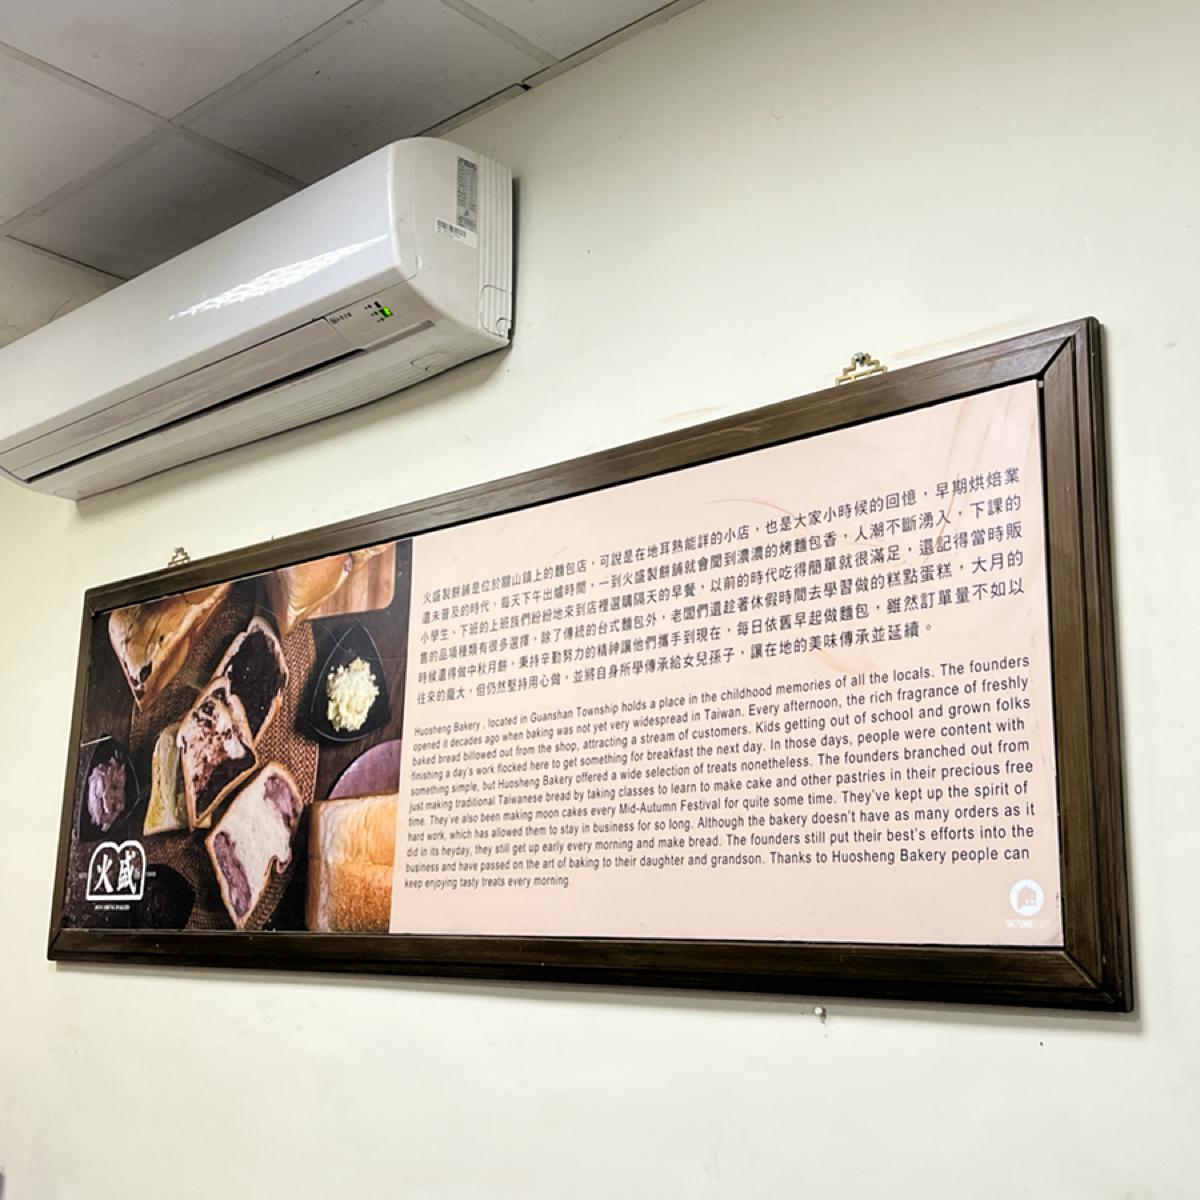 火盛製餅舖是位於關山鎮上的麵包店，可說是在地耳熟能詳的小店，也是大家小時候的回憶，早期烘焙業
還未普及的時代，每天下午出爐時間，一到火盛製餅舖就會聞到濃濃的烤麵包香，人潮不斷湧入，下課的
小學生、下班的上班族們紛紛地來到店裡選購隔天的早餐，以前的時代吃得簡單就很滿足，還記得當時販
售的品項種類有很多選擇，除了傳統的台式麵包外，老闆們還趁著休假時間去學習做的糕點蛋糕，大月的
時候還得做中秋月餅，秉持辛勤努力的精神讓他們攜手到現在，每日依舊早起做麵包，雖然訂單量不如以
往來的龐大，但仍然堅持用心做，並將自身所學傳承給女兒孫子，讓在地的美味傳承並延續。
Huosheng Bakery , located in Guanshan Township holds a place in the childhood memories of all the locals. The founders
opened it decades ago when baking was not yet very widespread in Taiwan. Every afternoon, the rich fragrance of freshly
baked bread billowed out from the shop, attracting a stream of customers. Kids getting out of school and grown folks
finishing a day's work flocked here to get something for breakfast the next day. In those days, people were content with
something simple, but Huosheng Bakery offered a wide selection of treats nonetheless. The founders branched out from
just making traditional Taiwanese bread by taking classes to learn to make cake and other pastries in their precious free
time. They've also been making moon cakes every Mid-Autumn Festival for quite some time. They've kept up the spirit of
hard work, which has allowed them to stay in business for so long. Although the bakery doesn't have as many orders as it
did in its heyday, they still get up early every morning and make bread. The founders still put their best's efforts into the
business and have passed on the art of baking to their daughter and grandson. Thanks to Huosheng Bakery people can
keep enjoying tasty treats every morning.
火盛